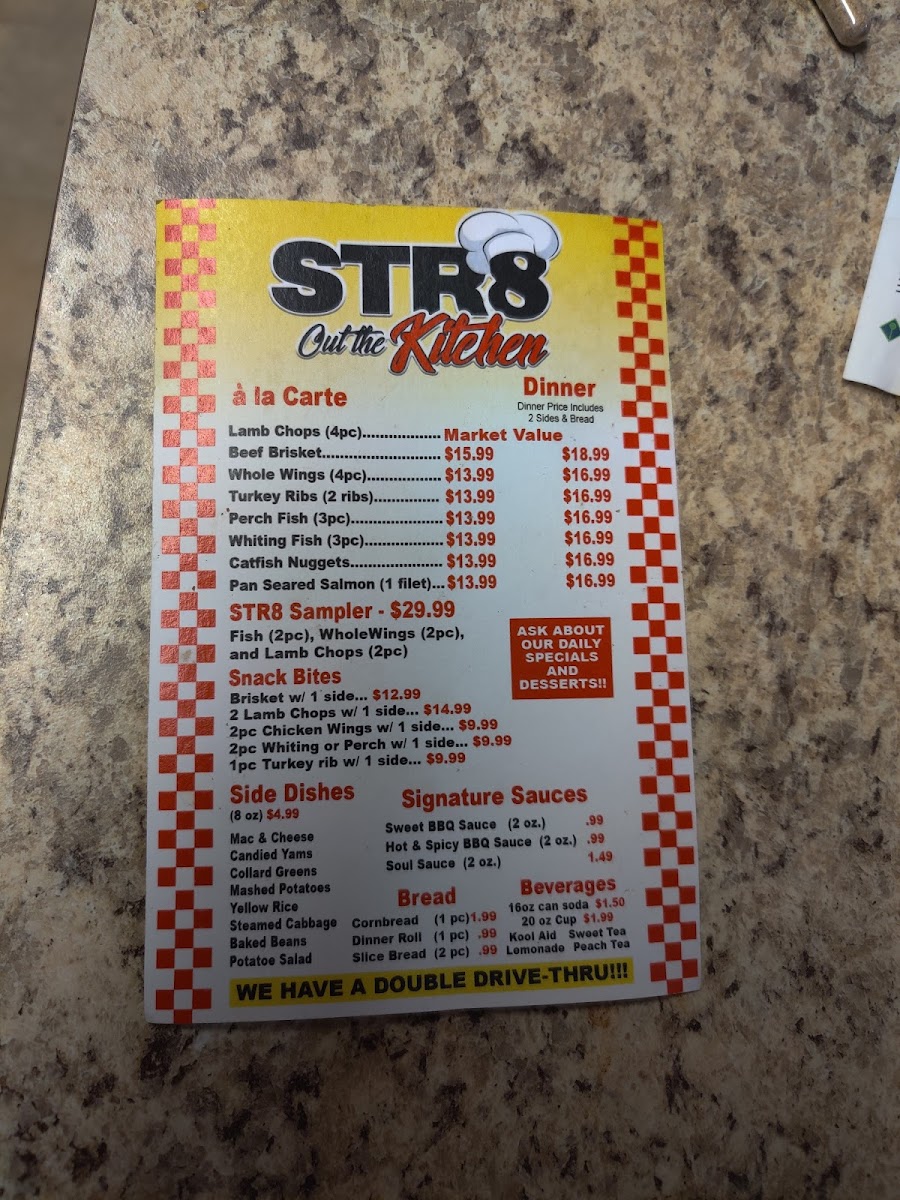 STR8
Out the Kitchen
à la Carte
Dinner
Dinner Price Includes
2 Sides & Bread
Lamb Chops (4pc)................... Market Value
Beef Brisket............................ $15.99 $18.99
Whole Wings (4pc).................. $13.99 $16.99
Turkey Ribs (2 ribs)................ $13.99 $16.99
Perch Fish (3pc)...................... $13.99 $16.99
Whiting Fish (3pc)................... $13.99 $16.99
Catfish Nuggets...................... $13.99 $16.99
Pan Seared Salmon (1 filet)... $13.99 $16.99
STR8 Sampler - $29.99
Fish (2pc), WholeWings (2pc),
and Lamb Chops (2pc)
ASK ABOUT
OUR DAILY
SPECIALS
AND
DESSERTS!!
Snack Bites
Brisket w/ 1 side... $12.99
2 Lamb Chops w/ 1 side... $14.99
2pc Chicken Wings w/ 1 side... $9.99
2pc Whiting or Perch w/ 1 side... $9.99
1pc Turkey rib w/ 1 side... $9.99
Side Dishes
(8 oz) $4.99
Mac & Cheese
Candied Yams
Collard Greens
Mashed Potatoes
Yellow Rice
Steamed Cabbage
Baked Beans
Potatoe Salad
Signature Sauces
Sweet BBQ Sauce (2 oz.) .99
Hot & Spicy BBQ Sauce (2 oz.) .99
Soul Sauce (2 oz.) 1.49
Bread
Cornbread (1 pc) 1.99
Dinner Roll (1 pc) .99
Slice Bread (2 pc) .99
Beverages
16oz can soda $1.50
20 oz Cup $1.99
Kool Aid Sweet Tea
Lemonade Peach Tea
WE HAVE A DOUBLE DRIVE-THRU!!!